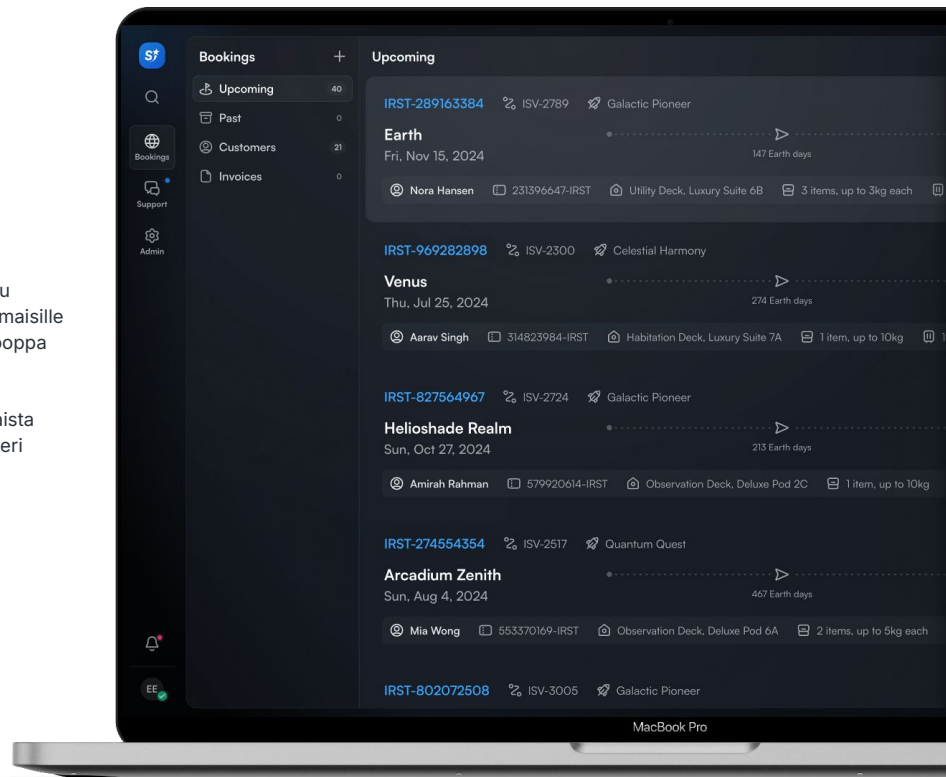 u
maisille
oppa
ista
eri
S
Bookings
Support
Admin
EE
Bookings
Upcoming 40
Past 0
Customers 21
Invoices 0
Upcoming
IRST-289163384 ISV-2789 Galactic Pioneer
Earth
Fri, Nov 15, 2024
147 Earth days
Nora Hansen 231396647-IRST Utility Deck, Luxury Suite 6B 3 items, up to 3kg each
IRST-969282898 ISV-2300 Celestial Harmony
Venus
Thu, Jul 25, 2024
274 Earth days
Aarav Singh 314823984-IRST Habitation Deck, Luxury Suite 7A 1 item, up to 10kg 1
IRST-827564967 ISV-2724 Galactic Pioneer
Helioshade Realm
Sun, Oct 27, 2024
213 Earth days
Amirah Rahman 579920614-IRST Observation Deck, Deluxe Pod 2C 1 item, up to 10kg
IRST-274554354 ISV-2517 Quantum Quest
Arcadium Zenith
Sun, Aug 4, 2024
467 Earth days
Mia Wong 553370169-IRST Observation Deck, Deluxe Pod 6A 2 items, up to 5kg each
IRST-802072508 ISV-3005 Galactic Pioneer
MacBook Pro